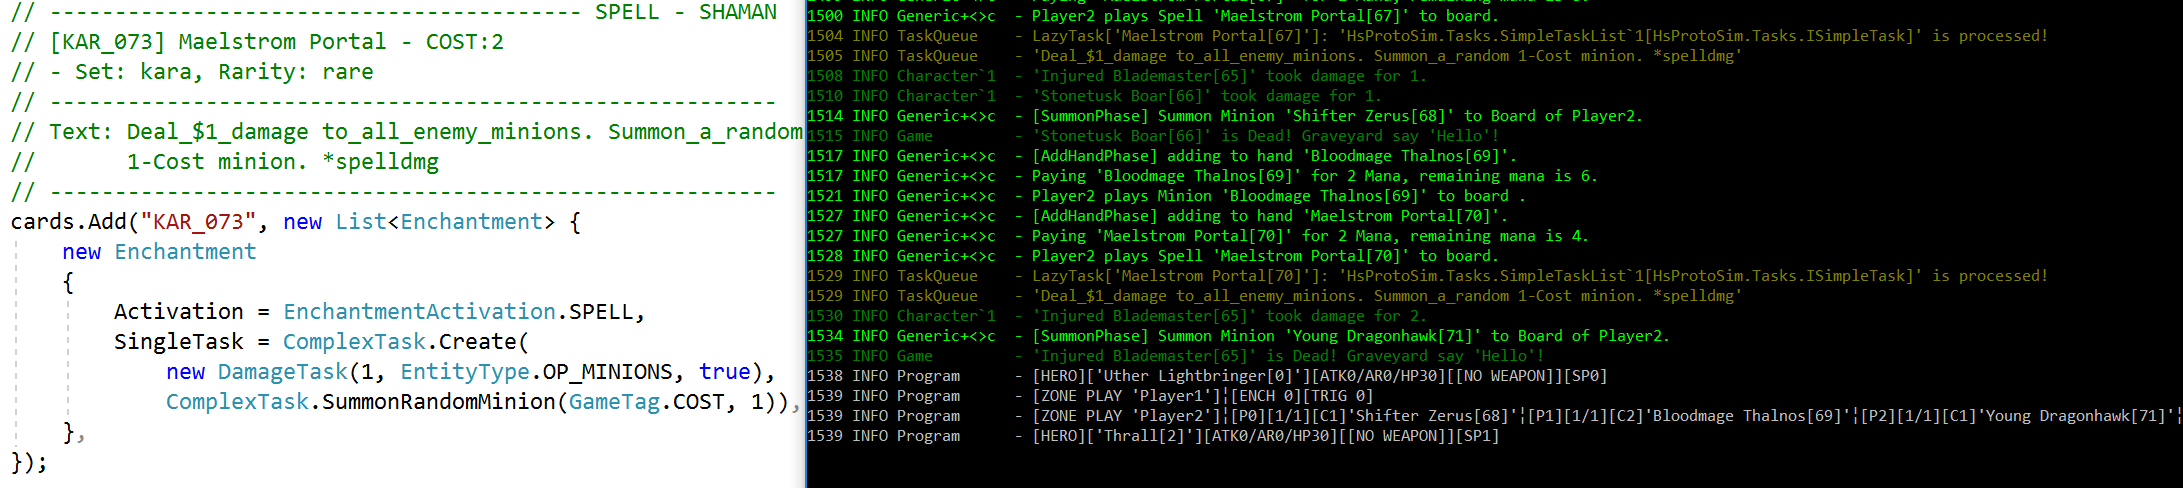 // ----------------------------------------- SPELL - SHAMAN
// [KAR_073] Maelstrom Portal - COST:2
// - Set: kara, Rarity: rare
// --------------------------------------------------------
// Text: Deal_$1_damage to_all_enemy_minions. Summon_a_random
//       1-Cost minion. *spelldmg
// --------------------------------------------------------
cards.Add("KAR_073", new List<Enchantment> {
    new Enchantment
    {
        Activation = EnchantmentActivation.SPELL,
        SingleTask = ComplexTask.Create(
            new DamageTask(1, EntityType.OP_MINIONS, true),
            ComplexTask.SummonRandomMinion(GameTag.COST, 1)),
    },
});
1500 INFO Generic+<>c  - Player2 plays Spell 'Maelstrom Portal[67]' to board.
1504 INFO TaskQueue    - LazyTask['Maelstrom Portal[67]']: 'HsProtoSim.Tasks.SimpleTaskList`1[HsProtoSim.Tasks.ISimpleTask]' is processed!
1505 INFO TaskQueue    - 'Deal_$1_damage to_all_enemy_minions. Summon_a_random 1-Cost minion. *spelldmg'
1508 INFO Character`1  - 'Injured Blademaster[65]' took damage for 1.
1510 INFO Character`1  - 'Stonetusk Boar[66]' took damage for 1.
1514 INFO Generic+<>c  - [SummonPhase] Summon Minion 'Shifter Zerus[68]' to Board of Player2.
1515 INFO Game         - 'Stonetusk Boar[66]' is Dead! Graveyard say 'Hello'!
1517 INFO Generic+<>c  - [AddHandPhase] adding to hand 'Bloodmage Thalnos[69]'.
1517 INFO Generic+<>c  - Paying 'Bloodmage Thalnos[69]' for 2 Mana, remaining mana is 6.
1521 INFO Generic+<>c  - Player2 plays Minion 'Bloodmage Thalnos[69]' to board .
1527 INFO Generic+<>c  - [AddHandPhase] adding to hand 'Maelstrom Portal[70]'.
1527 INFO Generic+<>c  - Paying 'Maelstrom Portal[70]' for 2 Mana, remaining mana is 4.
1528 INFO Generic+<>c  - Player2 plays Spell 'Maelstrom Portal[70]' to board.
1529 INFO TaskQueue    - LazyTask['Maelstrom Portal[70]']: 'HsProtoSim.Tasks.SimpleTaskList`1[HsProtoSim.Tasks.ISimpleTask]' is processed!
1529 INFO TaskQueue    - 'Deal_$1_damage to_all_enemy_minions. Summon_a_random 1-Cost minion. *spelldmg'
1530 INFO Character`1  - 'Injured Blademaster[65]' took damage for 2.
1534 INFO Generic+<>c  - [SummonPhase] Summon Minion 'Young Dragonhawk[71]' to Board of Player2.
1535 INFO Game         - 'Injured Blademaster[65]' is Dead! Graveyard say 'Hello'!
1538 INFO Program      - [HERO]['Uther Lightbringer[0]'][ATK0/AR0/HP30][[NO WEAPON]][SP0]
1539 INFO Program      - [ZONE PLAY 'Player1']¦[ENCH 0][TRIG 0]
1539 INFO Program      - [ZONE PLAY 'Player2']¦[P0][1/1][C1]'Shifter Zerus[68]'¦[P1][1/1][C2]'Bloodmage Thalnos[69]'¦[P2][1/1][C1]'Young Dragonhawk[71]'¦
1539 INFO Program      - [HERO]['Thrall[2]'][ATK0/AR0/HP30][[NO WEAPON]][SP1]